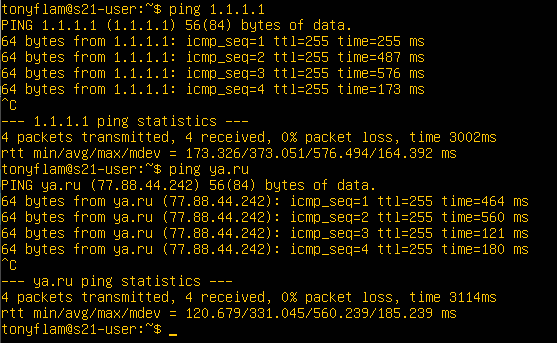 tonyflam@s21-user:~$ ping 1.1.1.1
PING 1.1.1.1 (1.1.1.1) 56(84) bytes of data.
64 bytes from 1.1.1.1: icmp_seq=1 ttl=255 time=255 ms
64 bytes from 1.1.1.1: icmp_seq=2 ttl=255 time=487 ms
64 bytes from 1.1.1.1: icmp_seq=3 ttl=255 time=576 ms
64 bytes from 1.1.1.1: icmp_seq=4 ttl=255 time=173 ms
^C
--- 1.1.1.1 ping statistics ---
4 packets transmitted, 4 received, 0% packet loss, time 3002ms
rtt min/avg/max/mdev = 173.326/373.051/576.494/164.392 ms
tonyflam@s21-user:~$ ping ya.ru
PING ya.ru (77.88.44.242) 56(84) bytes of data.
64 bytes from ya.ru (77.88.44.242): icmp_seq=1 ttl=255 time=464 ms
64 bytes from ya.ru (77.88.44.242): icmp_seq=2 ttl=255 time=560 ms
64 bytes from ya.ru (77.88.44.242): icmp_seq=3 ttl=255 time=121 ms
64 bytes from ya.ru (77.88.44.242): icmp_seq=4 ttl=255 time=180 ms
^C
--- ya.ru ping statistics ---
4 packets transmitted, 4 received, 0% packet loss, time 3114ms
rtt min/avg/max/mdev = 120.679/331.045/560.239/185.239 ms
tonyflam@s21-user:~$ _